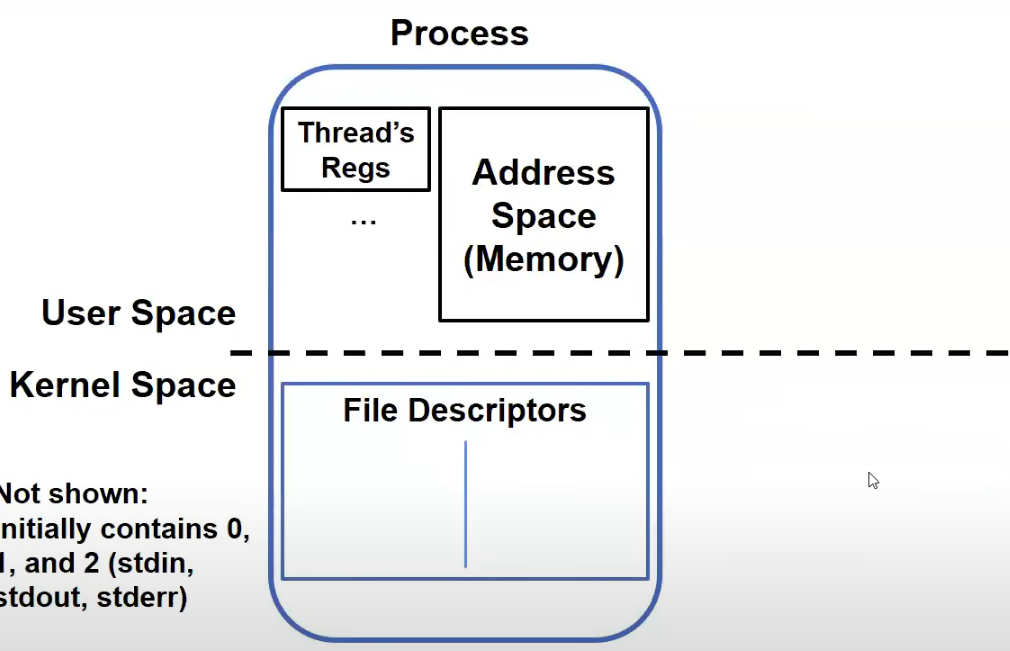 Process
Thread's
Regs
...
Address
Space
(Memory)
User Space
Kernel Space
File Descriptors
Not shown:
nitially contains 0,
1, and 2 (stdin,
stdout, stderr)